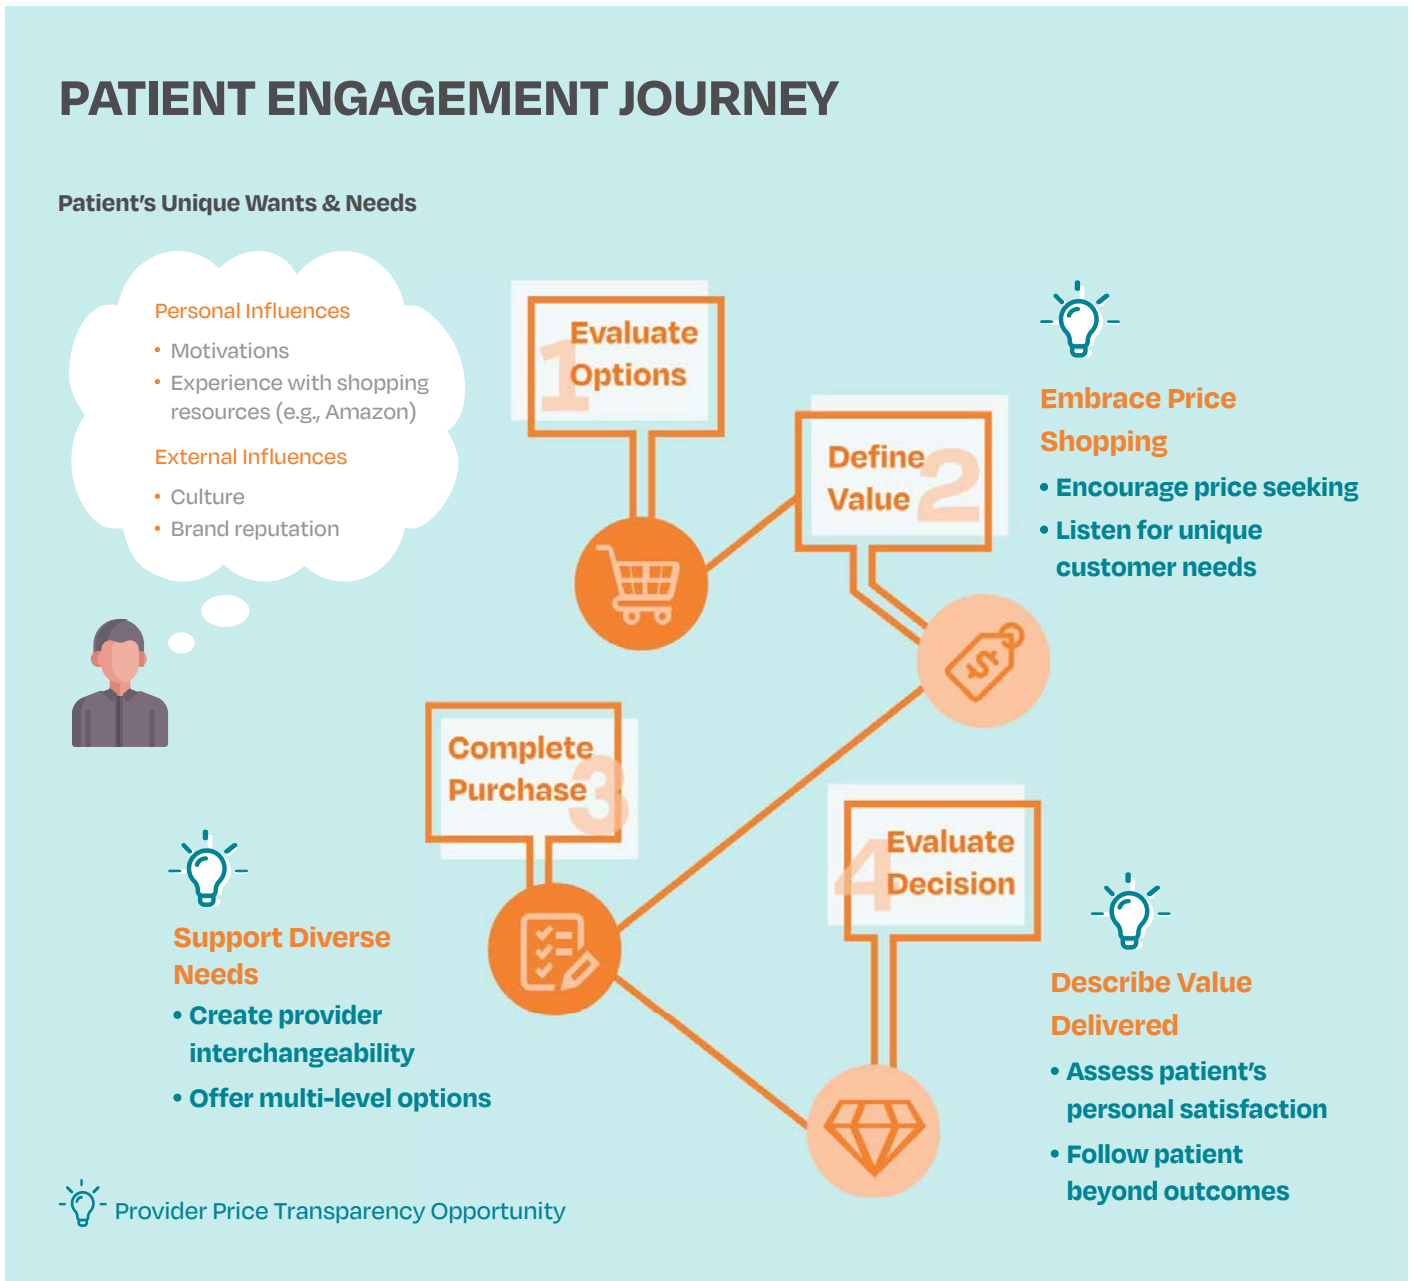 PATIENT ENGAGEMENT JOURNEY
Patient's Unique Wants & Needs
Personal Influences
• Motivations
• Experience with shopping
resources (e.g., Amazon)
External Influences
• Culture
• Brand reputation
1
Evaluate
Options
Define
Value
2
Embrace Price
Shopping
• Encourage price seeking
• Listen for unique
customer needs
$
Complete
Purchase
3
4
Evaluate
Decision
Support Diverse
Needs
• Create provider
interchangeability
• Offer multi-level options
Describe Value
Delivered
• Assess patient's
personal satisfaction
• Follow patient
beyond outcomes
Provider Price Transparency Opportunity